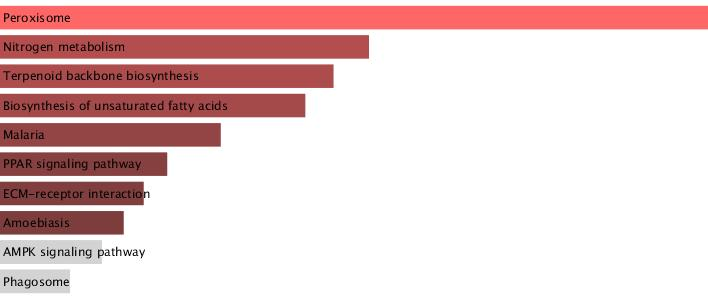 Peroxisome
Nitrogen metabolism
Terpenoid backbone biosynthesis
Biosynthesis of unsaturated fatty acids
Malaria
PPAR signaling pathway
ECM−receptor interaction
Amoebiasis
AMPK signaling pathway
Phagosome